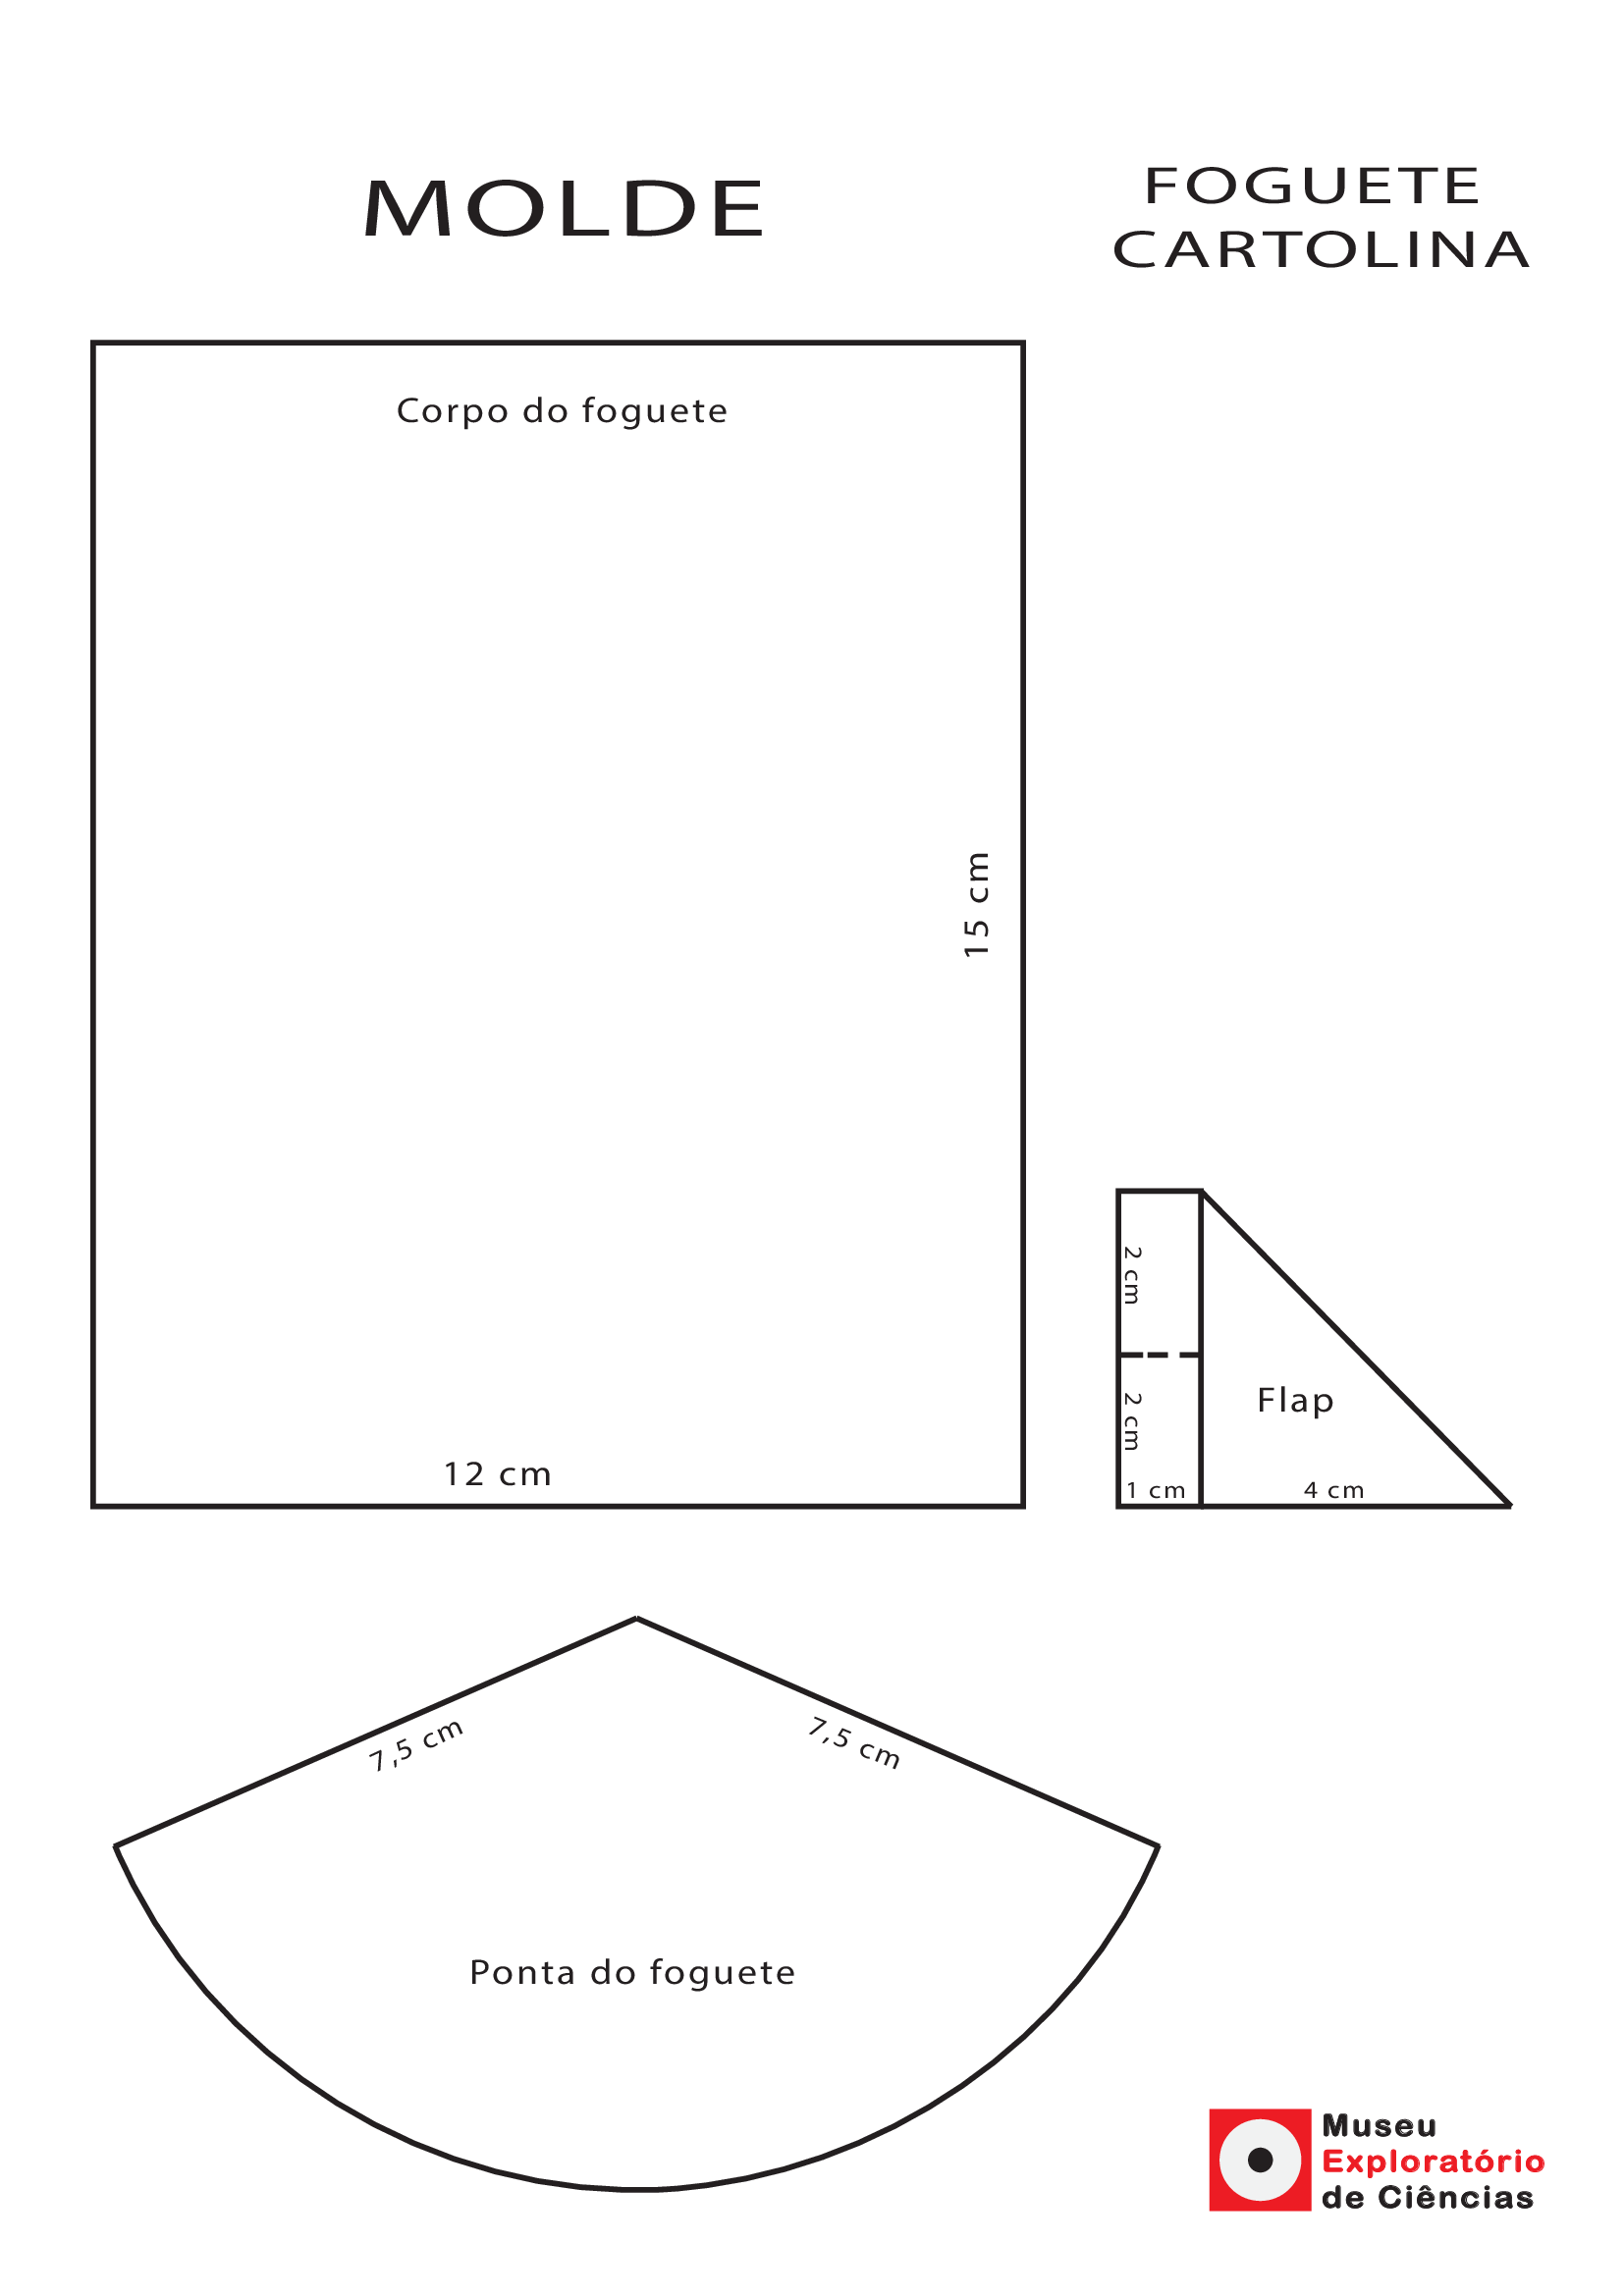 MOLDE
FOGUETE
CARTOLINA
Corpo do foguete
15 cm
12 cm
2 cm
2 cm
Flap
1 cm
4 cm
7,5 cm
7,5 cm
Ponta do foguete
Museu
Exploratório
de Ciências